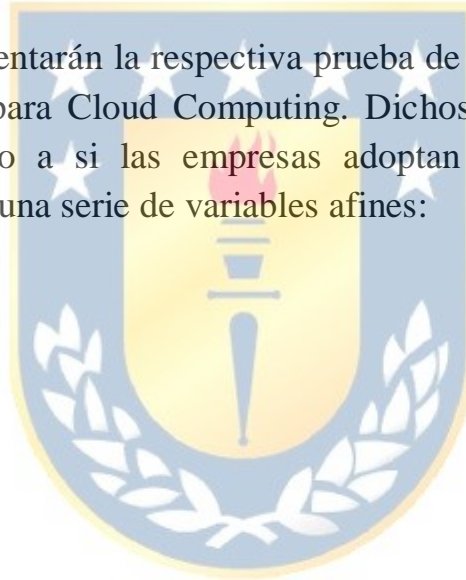 entarán la respectiva prueba de
para Cloud Computing. Dichos
o a si las empresas adoptan
una serie de variables afines: